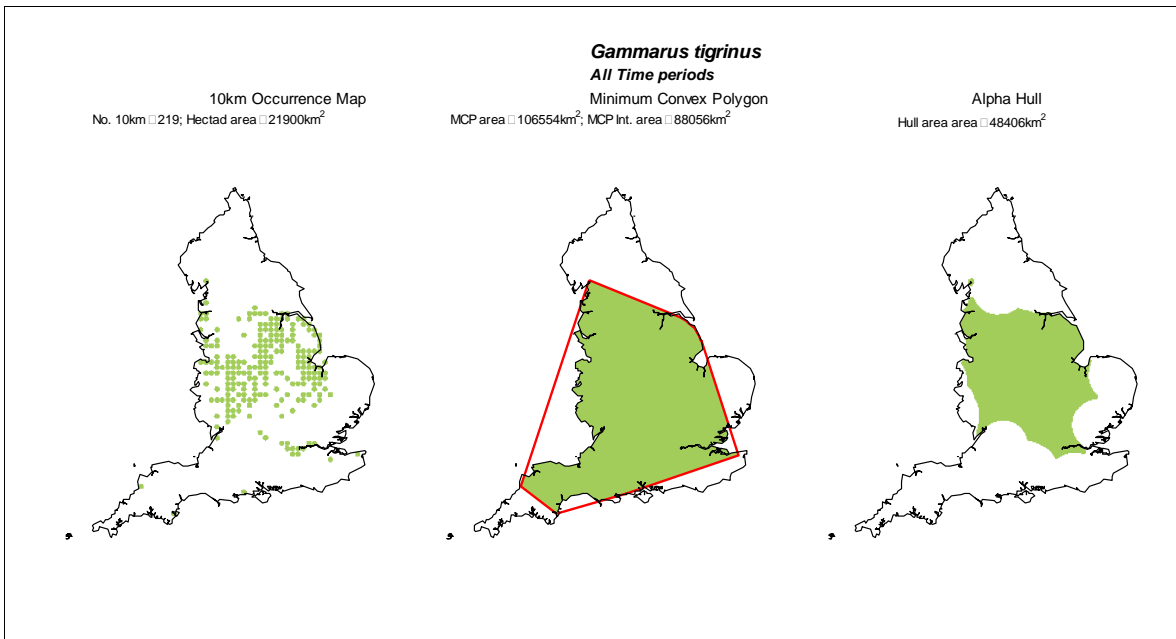 Gammarus tigrinus
All Time periods
10km Occurrence Map
No. 10km □ 219; Hectad area □ 21900km²
Minimum Convex Polygon
MCP area □ 106554km²; MCP Int. area □ 88056km²
Alpha Hull
Hull area area □ 48406km²